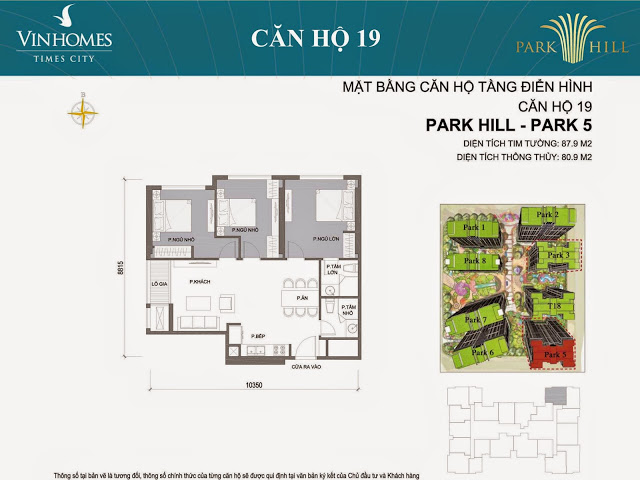 VINHOMES
TIMES CITY
CĂN HỘ 19
PARK HILL
MẶT BẰNG CĂN HỘ TẦNG ĐIỂN HÌNH
CĂN HỘ 19
PARK HILL - PARK 5
DIỆN TÍCH TIM TƯỜNG: 87.9 M2
DIỆN TÍCH THÔNG THỦY: 80.9 M2
B
P.NGỦ NHỎ
P.NGỦ NHỎ
P.NGỦ LỚN
8815
LÔ GIA
P.KHÁCH
P.ĂN
P.TẮM
LỚN
P.TẮM
NHỎ
P.BẾP
CỬA RA VÀO
10350
Park 1
Park 2
Park 8
Park 3
T18
Park 7
Park 6
Park 5
Thông số tại bản vẽ là tương đối, thông số chính thức của từng căn hộ sẽ được qui định tại văn bản ký kết của Chủ đầu tư và Khách hàng